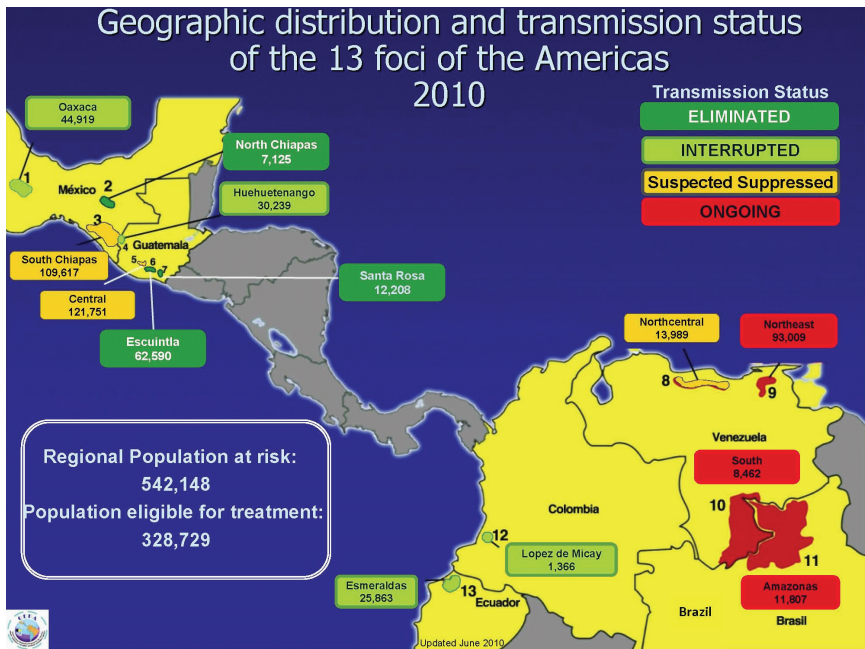 Geographic distribution and transmission status
of the 13 foci of the Americas
2010
Transmission Status
ELIMINATED
INTERRUPTED
Suspected Suppressed
ONGOING
Oaxaca
44,919
North Chiapas
7,125
Huehuetenango
30,239
1
México
2
3
4
Guatemala
5
6
7
South Chiapas
109,617
Central
121,751
Santa Rosa
12,208
Escuintla
62,590
Northcentral
13,989
Northeast
93,009
8
9
Venezuela
South
8,462
Regional Population at risk:
542,148
Population eligible for treatment:
328,729
Colombia
10
11
12
Lopez de Micay
1,366
Esmeraldas
25,863
13
Ecuador
Amazonas
11,807
Brazil
Brasil
Updated June 2010
OEPA